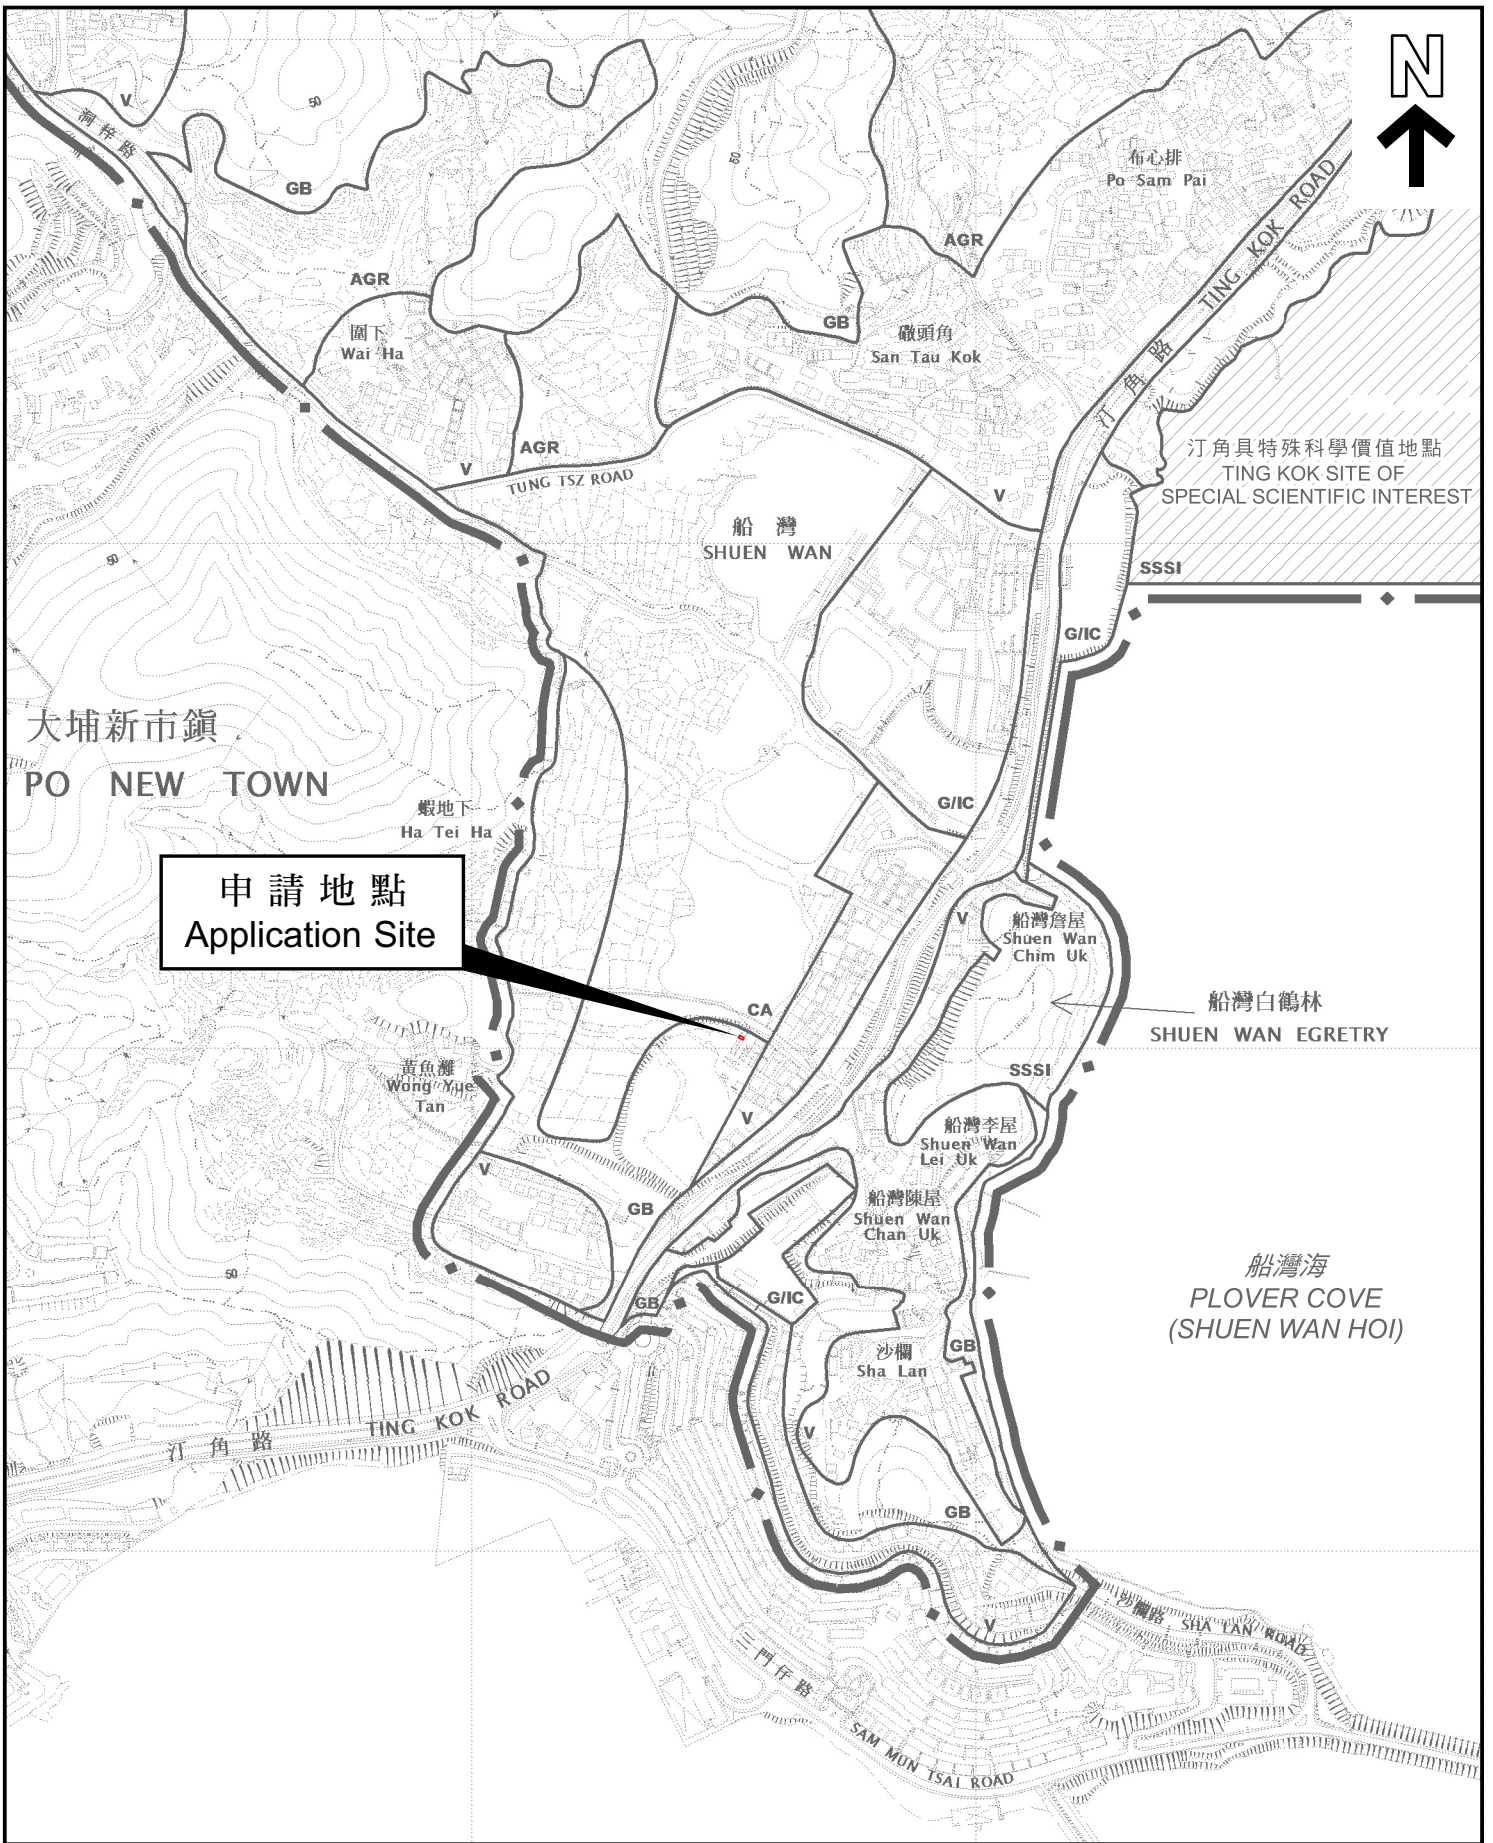 N
V
50
洞梓路
GB
50
布心排
Po Sam Pai
AGR
TING KOK ROAD
AGR
圍下
Wai Ha
GB
磡頭角
San Tau Kok
汀角路
V
AGR
TUNG TSZ ROAD
汀角具特殊科學價值地點
TING KOK SITE OF
SPECIAL SCIENTIFIC INTEREST
V
船灣
SHUEN WAN
50
SSSI
G/IC
大埔新市鎮
PO NEW TOWN
蝦地下
Ha Tei Ha
G/IC
申請地點
Application Site
V
船灣詹屋
Shuen Wan
Chim Uk
CA
船灣白鶴林
SHUEN WAN EGRETRY
黃魚灘
Wong Yue
Tan
SSSI
V
船灣李屋
Shuen Wan
Lei Uk
V
GB
船灣陳屋
Shuen Wan
Chan Uk
船灣海
PLOVER COVE
(SHUEN WAN HOI)
50
GB
G/IC
GB
沙欄
Sha Lan
汀角路
TING KOK ROAD
V
GB
V
沙欄路 SHA LAN ROAD
三門仔路
SAM MUN TSAI ROAD